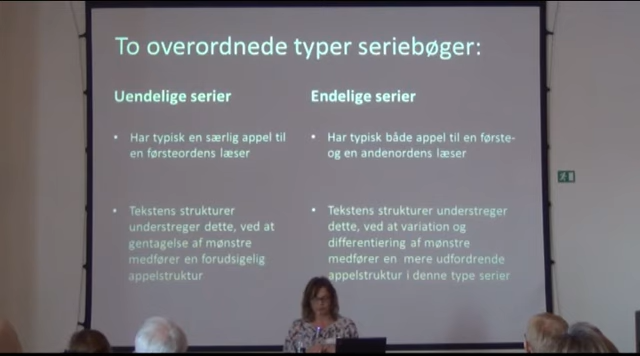 To overordnede typer seriebøger:
Uendelige serier
• Har typisk en særlig appel til
en førsteordens læser
• Tekstens strukturer
understreger dette, ved at
gentagelse af mønstre
medfører en forudsigelig
appelstruktur
Endelige serier
• Har typisk både appel til en første-
og en andenordens læser
• Tekstens strukturer understreger
dette, ved at variation og
differentiering af mønstre
medfører en mere udfordrende
appelstruktur i denne type serier